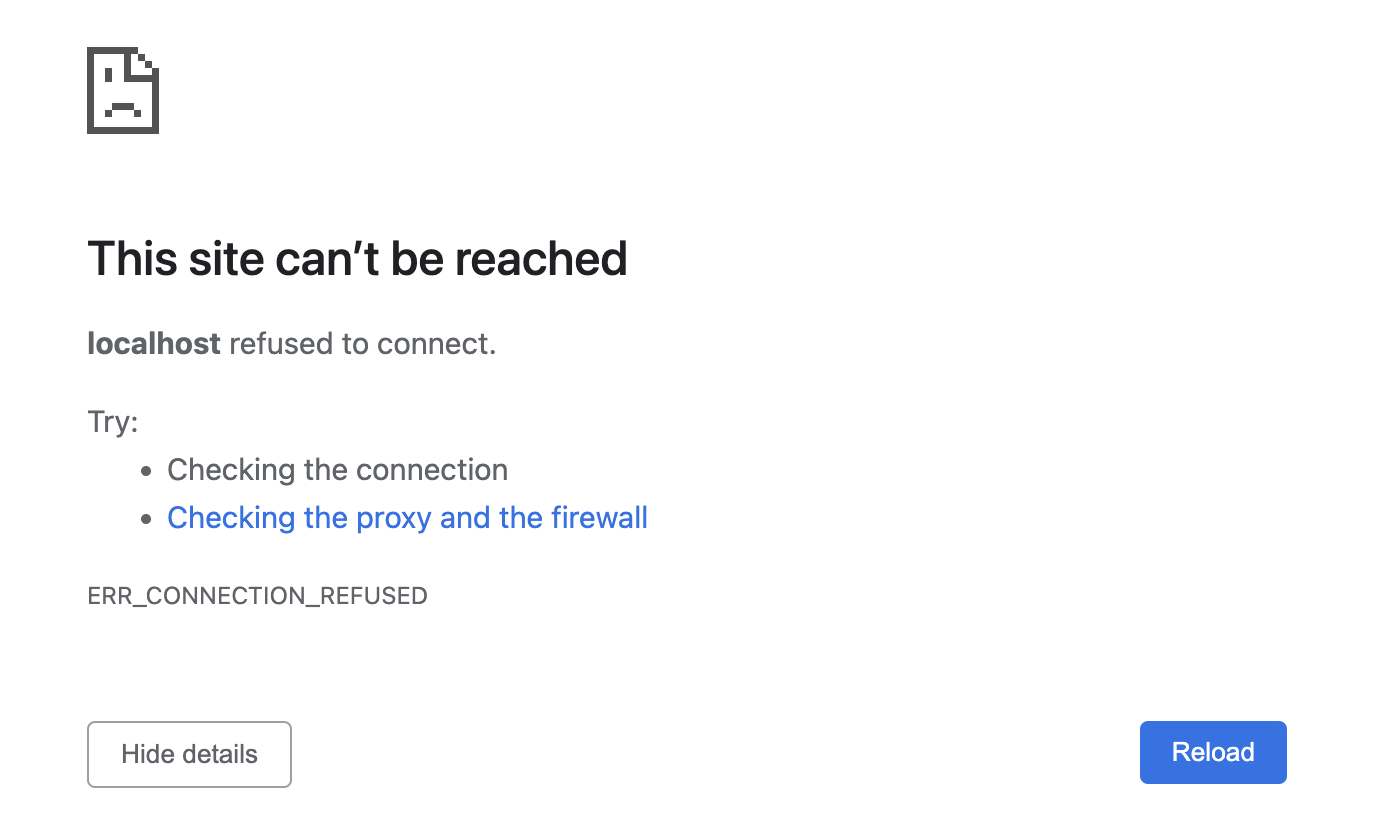 This site can’t be reached
localhost refused to connect.
Try:
• Checking the connection
• Checking the proxy and the firewall
ERR_CONNECTION_REFUSED
Hide details
Reload